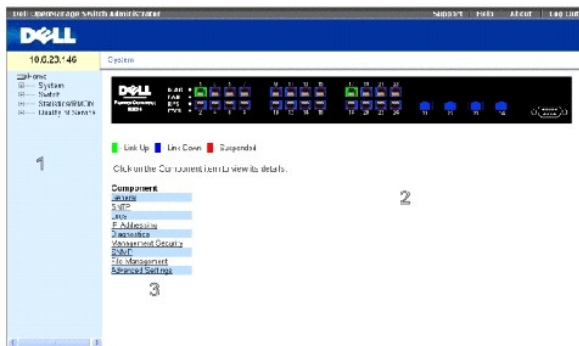 Dell OpenManage Switch Administrator
Support Help About Log Out
DELL
10.6.23.146
System
Home
System
Switch
Statistics/RMON
Quality of Service
DELL
Link Up Link Down Suspended
Click on the Component item to view its details.
Component
General
SNTP
Logs
IP Addressing
Diagnostics
Management Security
SNMP
File Management
Advanced Settings
1
2
3